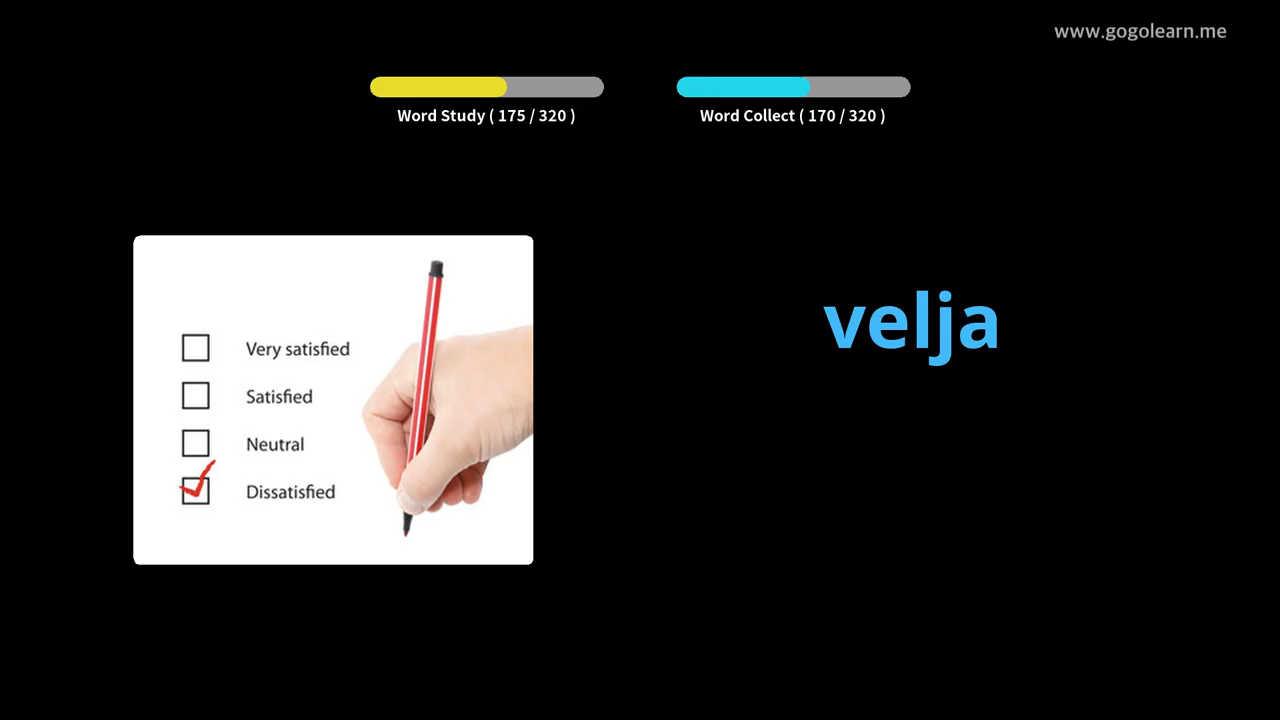 www.gogolearn.me
Word Study ( 175 / 320 )
Word Collect ( 170 / 320 )
Very satisfied
Satisfied
Neutral
Dissatisfied
velja